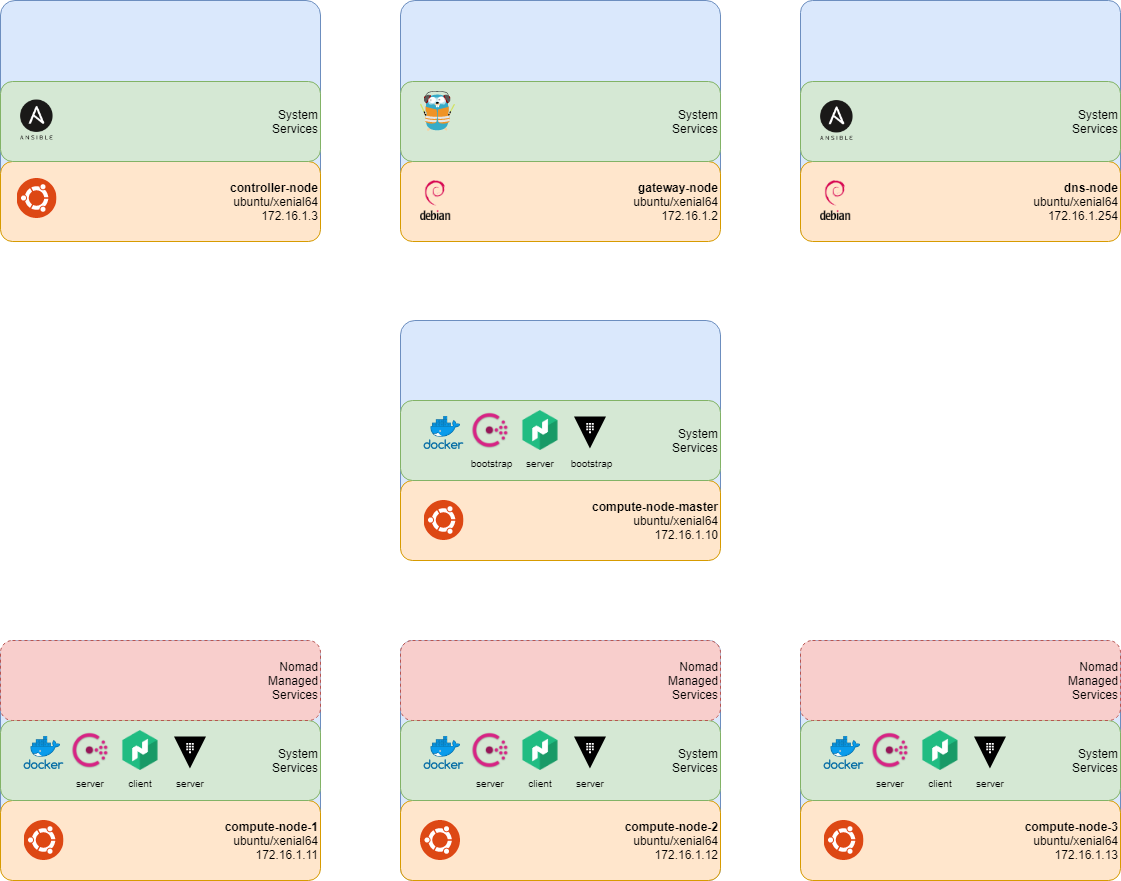 System
Services
ANSIBLE
controller-node
ubuntu/xenial64
172.16.1.3
System
Services
debian
gateway-node
ubuntu/xenial64
172.16.1.2
System
Services
ANSIBLE
debian
dns-node
ubuntu/xenial64
172.16.1.254
docker
bootstrap
server
bootstrap
System
Services
compute-node-master
ubuntu/xenial64
172.16.1.10
Nomad
Managed
Services
docker
server
client
server
System
Services
compute-node-1
ubuntu/xenial64
172.16.1.11
Nomad
Managed
Services
docker
server
client
server
System
Services
compute-node-2
ubuntu/xenial64
172.16.1.12
Nomad
Managed
Services
docker
server
client
server
System
Services
compute-node-3
ubuntu/xenial64
172.16.1.13